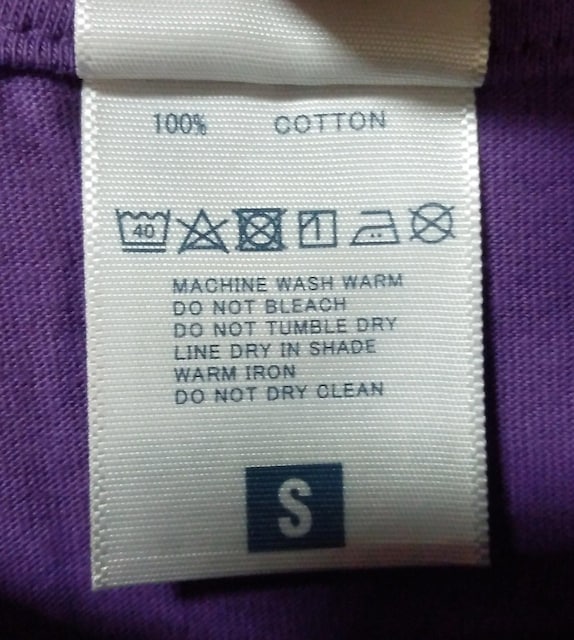 100% COTTON
40
MACHINE WASH WARM
DO NOT BLEACH
DO NOT TUMBLE DRY
LINE DRY IN SHADE
WARM IRON
DO NOT DRY CLEAN
S